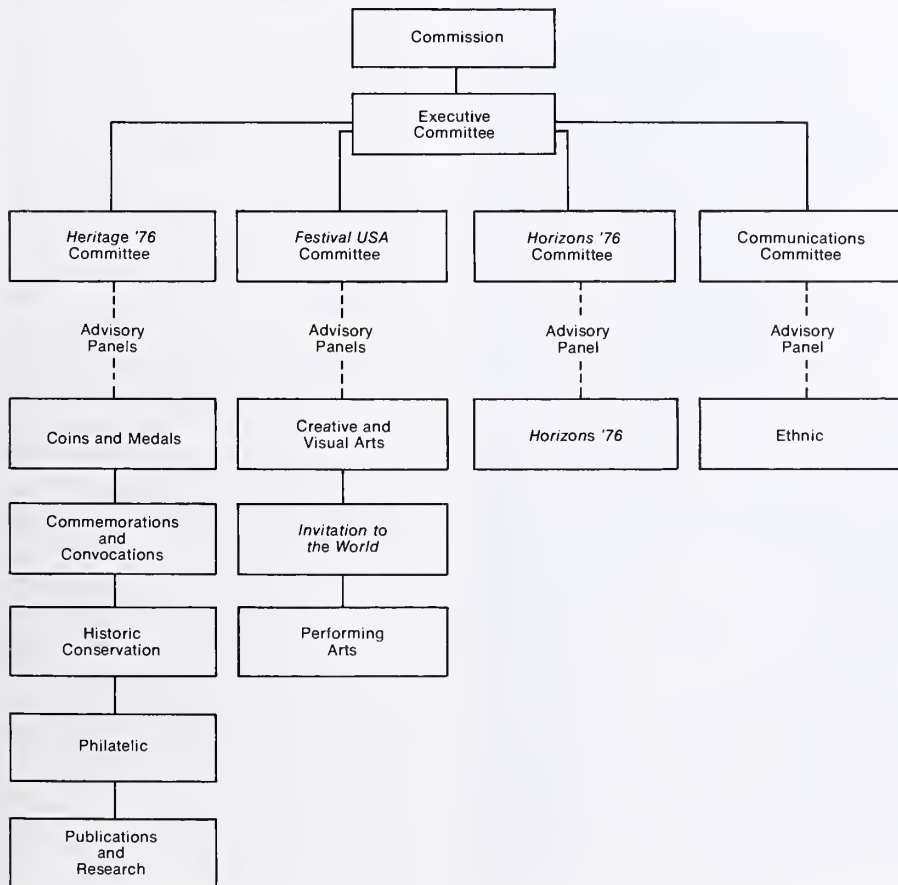 Commission
Executive
Committee
Heritage '76
Committee
Festival USA
Committee
Horizons '76
Committee
Communications
Committee
Advisory
Panels
Advisory
Panels
Advisory
Panel
Advisory
Panel
Coins and Medals
Creative and
Visual Arts
Horizons '76
Ethnic
Commemorations
and
Convocations
Invitation to
the World
Historic
Conservation
Performing
Arts
Philatelic
Publications
and
Research